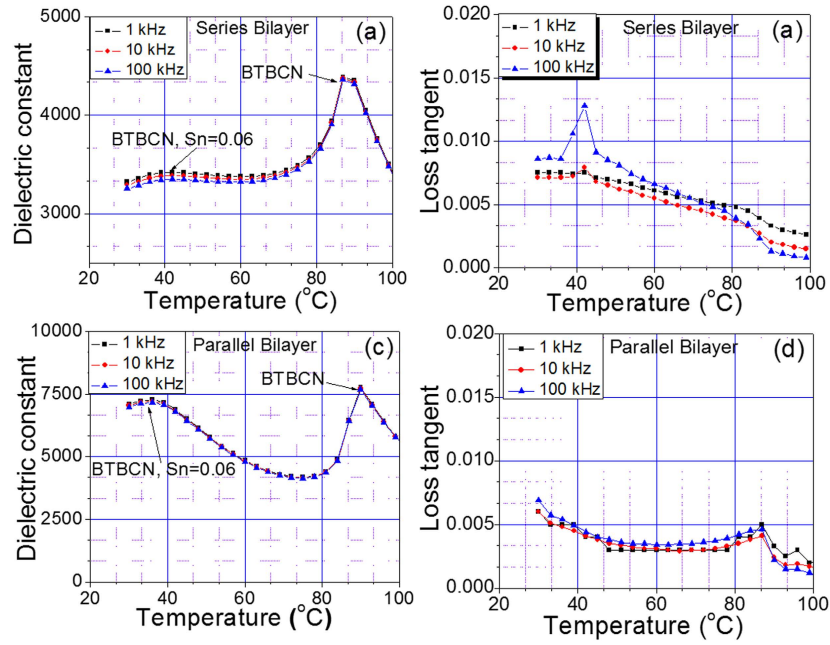 Series Bilayer
(a)
1 kHz
10 kHz
100 kHz
BTBCN
BTBCN, Sn=0.06
Dielectric constant
5000
4000
3000
20 40 60 80 100
Temperature (°C)
Series Bilayer
(a)
1 kHz
10 kHz
100 kHz
Loss tangent
0.020
0.015
0.010
0.005
0.000
20 40 60 80 100
Temperature (°C)
Parallel Bilayer
(c)
1 kHz
10 kHz
100 kHz
BTBCN
BTBCN, Sn=0.06
Dielectric constant
10000
7500
5000
2500
0
20 40 60 80 100
Temperature (°C)
Parallel Bilayer
(d)
1 kHz
10 kHz
100 kHz
Loss tangent
0.020
0.015
0.010
0.005
0.000
20 40 60 80 100
Temperature (°C)